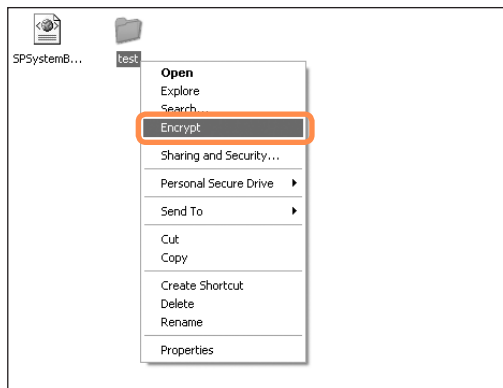 SPSystemB...
test
Open
Explore
Search...
Encrypt
Sharing and Security...
Personal Secure Drive
Send To
Cut
Copy
Create Shortcut
Delete
Rename
Properties